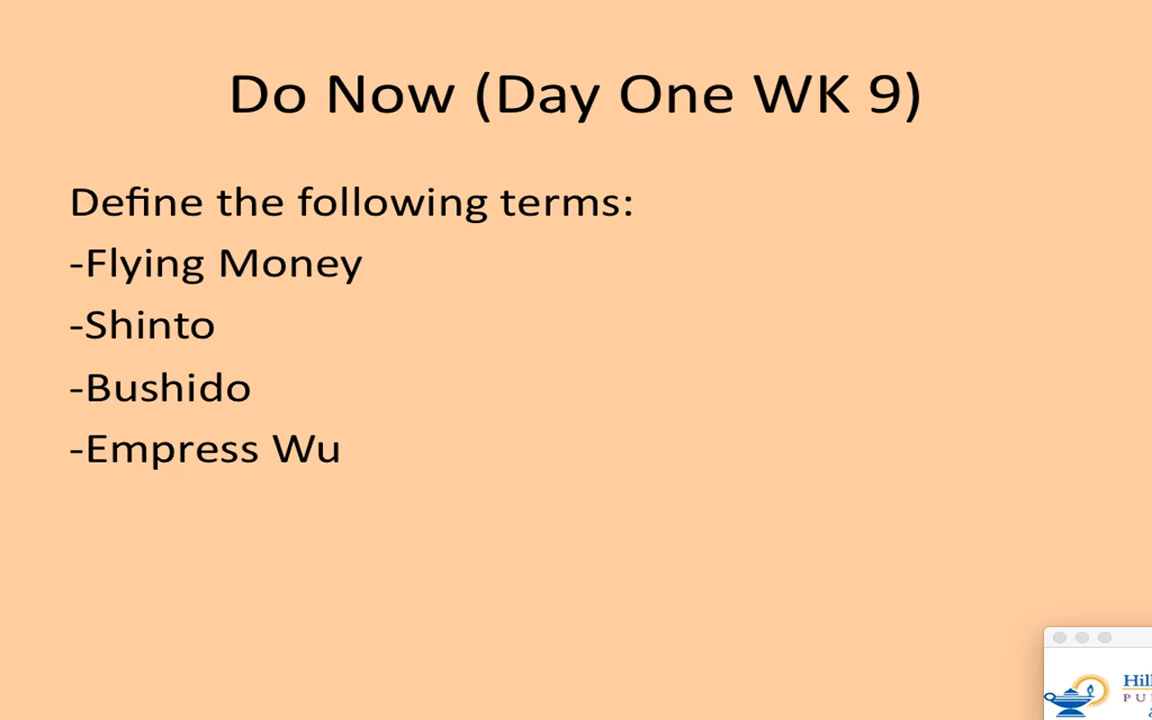 Do Now (Day One WK 9)
Define the following terms:
-Flying Money
-Shinto
-Bushido
-Empress Wu